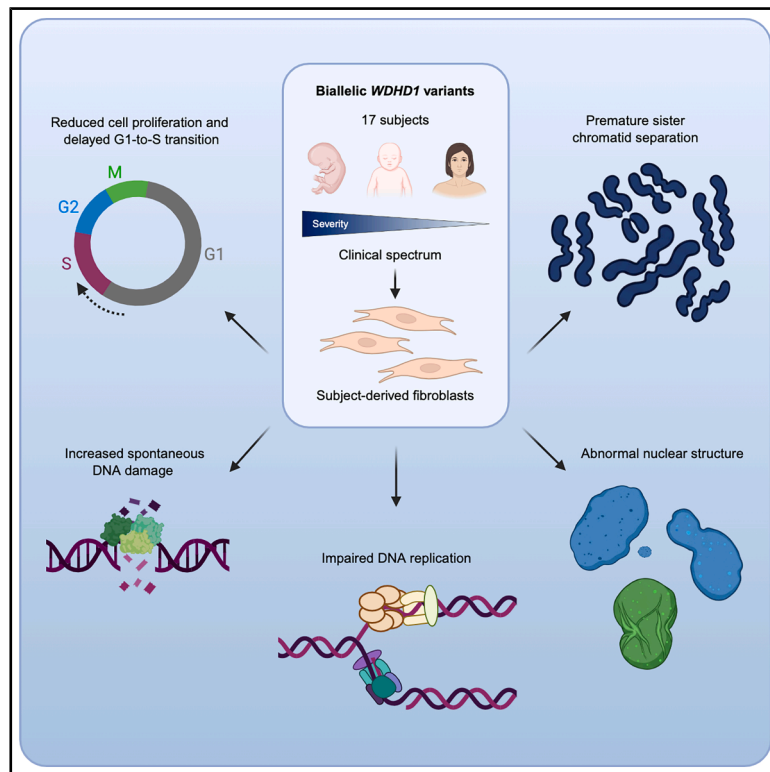 Biallelic WDHD1 variants
17 subjects
Severity
Clinical spectrum
Subject-derived fibroblasts
Reduced cell proliferation and
delayed G1-to-S transition
M
G2
S
G1
Premature sister
chromatid separation
Increased spontaneous
DNA damage
Impaired DNA replication
Abnormal nuclear structure